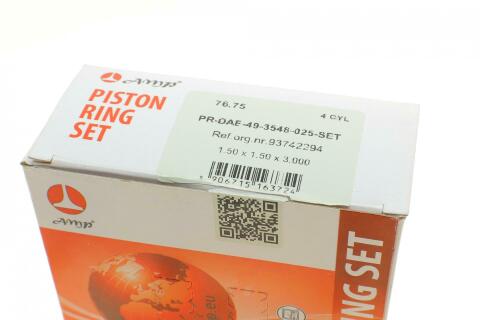 AMP
PISTON
RING
SET
76.75 4 CYL
PR-DAE-49-3548-025-SET
Ref org nr.93742294
1.50 x 1.50 x 3.000
5906715163724
AMP
RING SET
e.eu